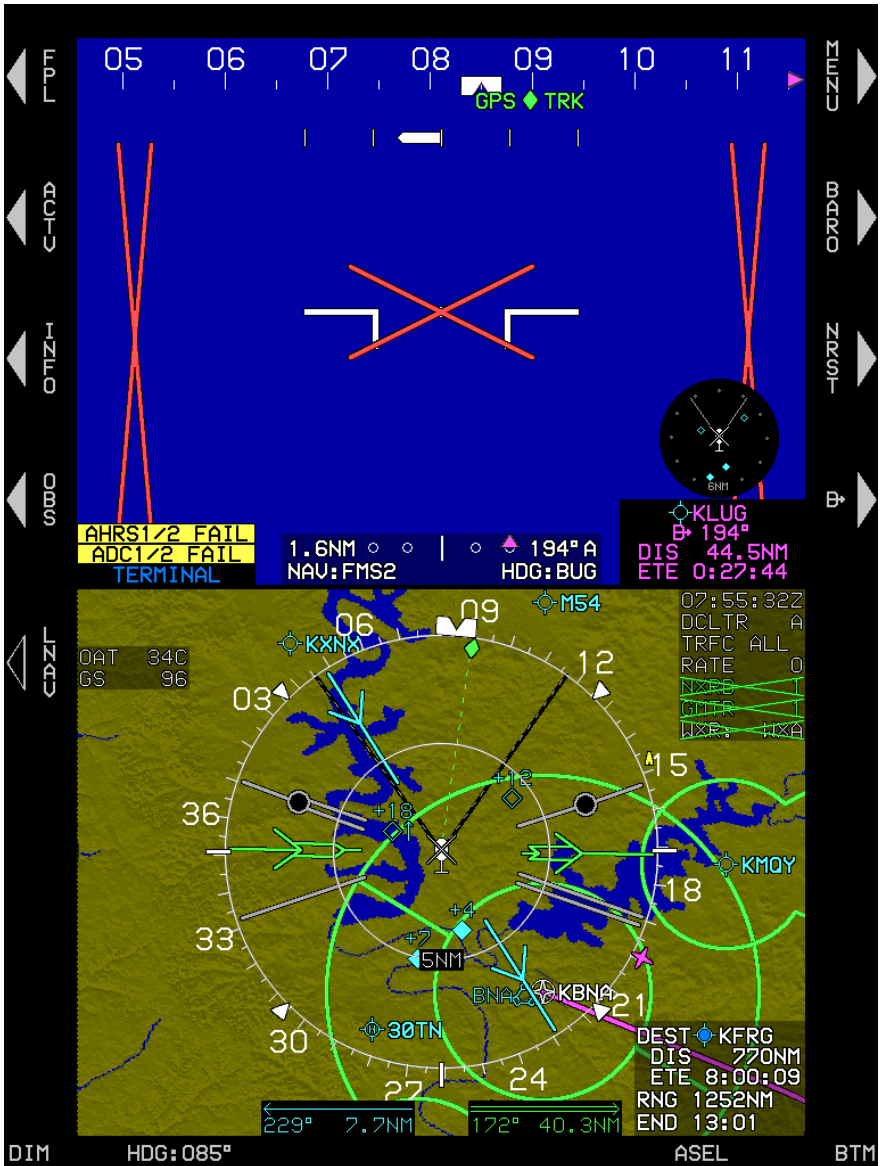 FPL
MENU
05 06 07 08 09 10 11
GPS TRK
ACTV
BARO
INFO
NRST
6NM
OBS
KLUG
194°
DIS 44.5NM
ETE 0:27:44
AHRS1/2 FAIL
ADC1/2 FAIL
TERMINAL
1.6NM 194°A
NAV:FMS2 HDG:BUG
LNAV
OAT 34C
GS 96
07:55:32Z
DCLTR A
TRFC ALL
RATE 0
NXRD I
GMTR I
WXR: WXA
M54
KXNX
06 09 12 15 18 21 24 27 30 33 36 03
A
+12
+18
KMQY
+4
+7
5NM
BNA
KBNA
30TN
H
DEST KFRG
DIS 770NM
ETE 8:00:09
RNG 1252NM
END 13:01
229° 7.7NM
172° 40.3NM
DIM HDG:085° ASEL BTM